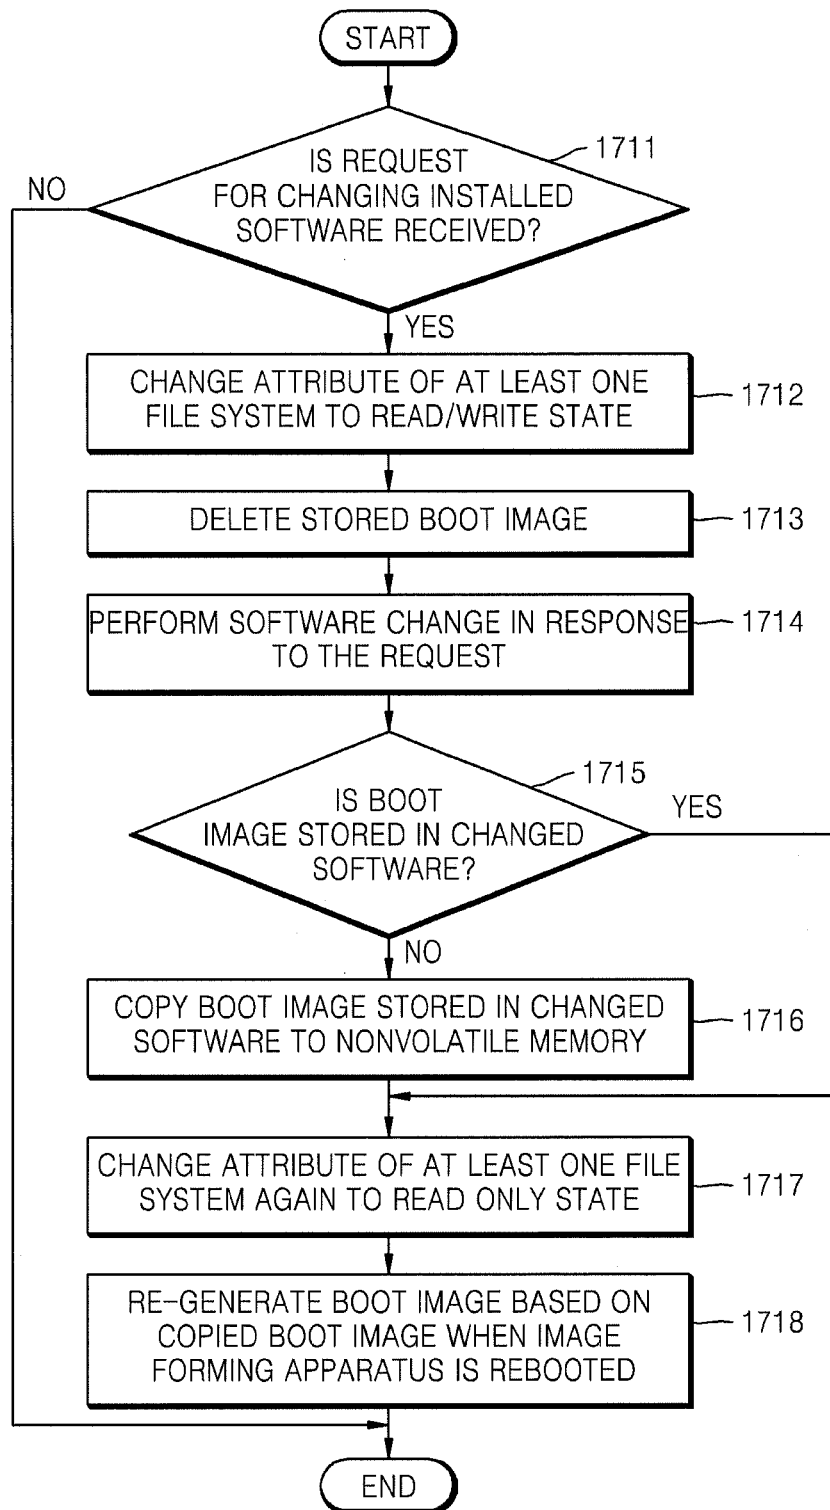 START
IS REQUEST
FOR CHANGING INSTALLED
SOFTWARE RECEIVED?
1711
NO
YES
CHANGE ATTRIBUTE OF AT LEAST ONE
FILE SYSTEM TO READ/WRITE STATE
1712
DELETE STORED BOOT IMAGE
1713
PERFORM SOFTWARE CHANGE IN RESPONSE
TO THE REQUEST
1714
IS BOOT
IMAGE STORED IN CHANGED
SOFTWARE?
1715
YES
NO
COPY BOOT IMAGE STORED IN CHANGED
SOFTWARE TO NONVOLATILE MEMORY
1716
CHANGE ATTRIBUTE OF AT LEAST ONE FILE
SYSTEM AGAIN TO READ ONLY STATE
1717
RE-GENERATE BOOT IMAGE BASED ON
COPIED BOOT IMAGE WHEN IMAGE
FORMING APPARATUS IS REBOOTED
1718
END